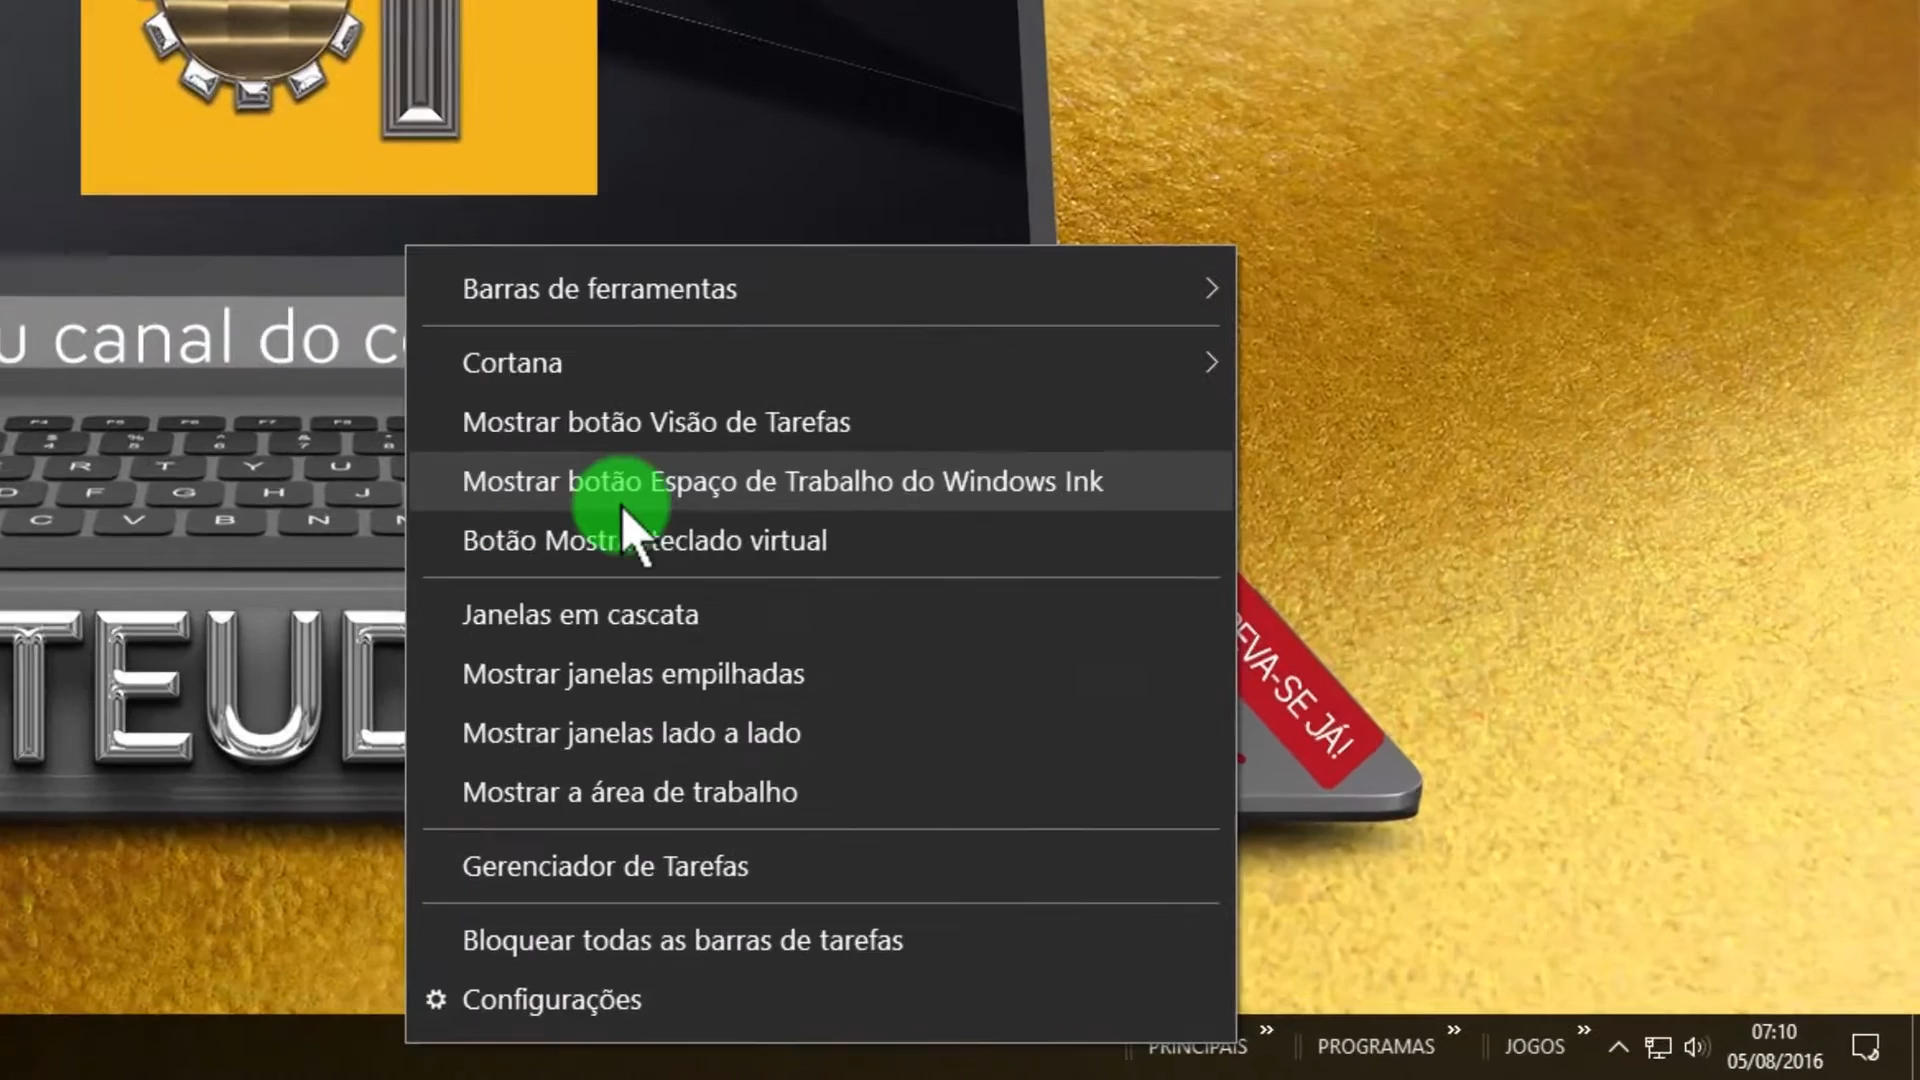 u canal do c
Barras de ferramentas
Cortana
Mostrar botão Visão de Tarefas
Mostrar botão Espaço de Trabalho do Windows Ink
Botão Mostrar teclado virtual
Janelas em cascata
Mostrar janelas empilhadas
Mostrar janelas lado a lado
Mostrar a área de trabalho
Gerenciador de Tarefas
Bloquear todas as barras de tarefas
Configurações
R T Y U
F G H J
C V B N
TEUD
EVA-SE JÁ!
PRINCIPAIS » PROGRAMAS » JOGOS » 07:10
05/08/2016